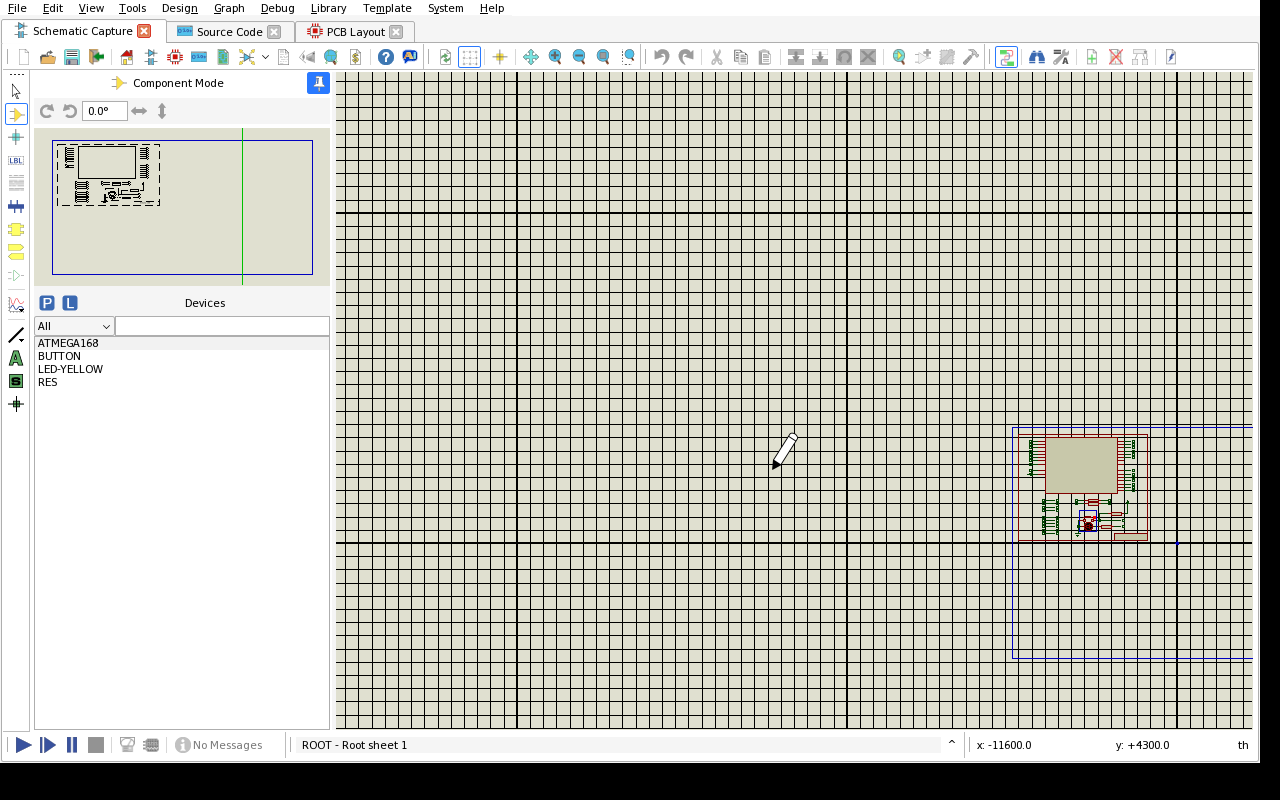 File Edit View Tools Design Graph Debug Library Template System Help
Schematic Capture Source Code PCB Layout
Component Mode
0.0°
LBL
P L Devices
All
ATMEGA168
BUTTON
LED-YELLOW
RES
A
S
No Messages ROOT - Root sheet 1 x: -11600.0 y: +4300.0 th